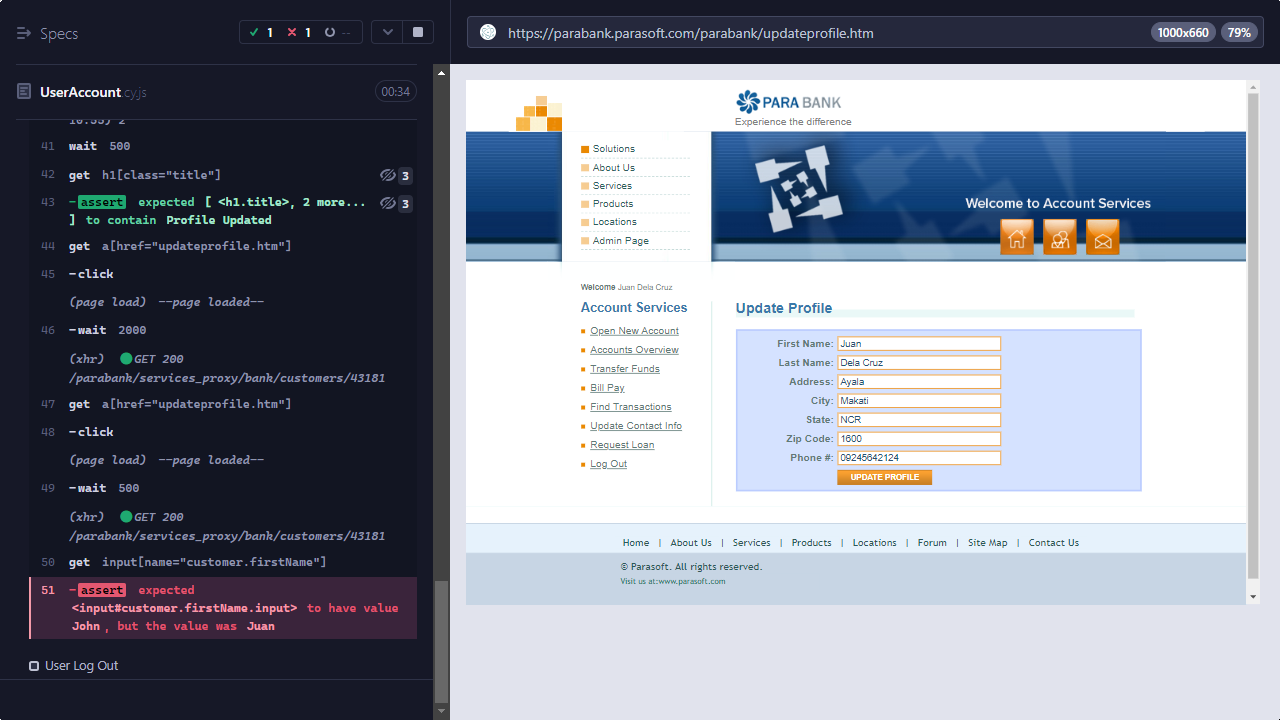 Specs
1
1
--
https://parabank.parasoft.com/parabank/updateprofile.htm
1000x660
79%
UserAccount.cy.js
00:34
41 wait 500
42 get h1[class="title"] 3
43 -assert expected [ <h1.title>, 2 more... 3
] to contain Profile Updated
44 get a[href="updateprofile.htm"]
45 -click
(page load) --page loaded--
46 -wait 2000
(xhr) GET 200
/parabank/services_proxy/bank/customers/43181
47 get a[href="updateprofile.htm"]
48 -click
(page load) --page loaded--
49 -wait 500
(xhr) GET 200
/parabank/services_proxy/bank/customers/43181
50 get input[name="customer.firstName"]
51 -assert expected
<input#customer.firstName.input> to have value
John, but the value was Juan
User Log Out
PARA BANK
Experience the difference
Solutions
About Us
Services
Products
Locations
Admin Page
Welcome to Account Services
Welcome Juan Dela Cruz
Account Services
Open New Account
Accounts Overview
Transfer Funds
Bill Pay
Find Transactions
Update Contact Info
Request Loan
Log Out
Update Profile
First Name: Juan
Last Name: Dela Cruz
Address: Ayala
City: Makati
State: NCR
Zip Code: 1600
Phone #: 09245642124
UPDATE PROFILE
Home | About Us | Services | Products | Locations | Forum | Site Map | Contact Us
© Parasoft. All rights reserved.
Visit us at:www.parasoft.com